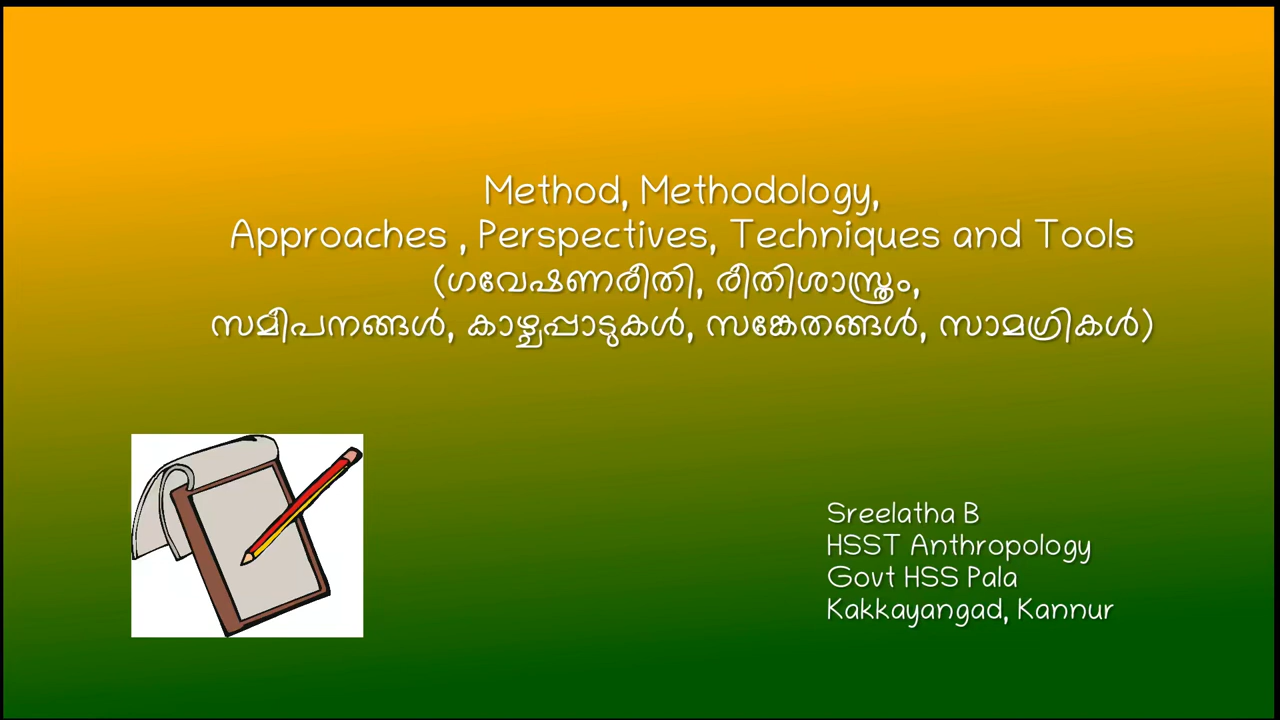 Method, Methodology,
Approaches , Perspectives, Techniques and Tools
(ഗവേഷണരീതി, രീതിശാസ്ത്രം,
സമീപനങ്ങൾ, കാഴ്ചപ്പാടുകൾ, സങ്കേതങ്ങൾ, സാമഗ്രികൾ)
Sreelatha B
HSST Anthropology
Govt HSS Pala
Kakkayangad, Kannur